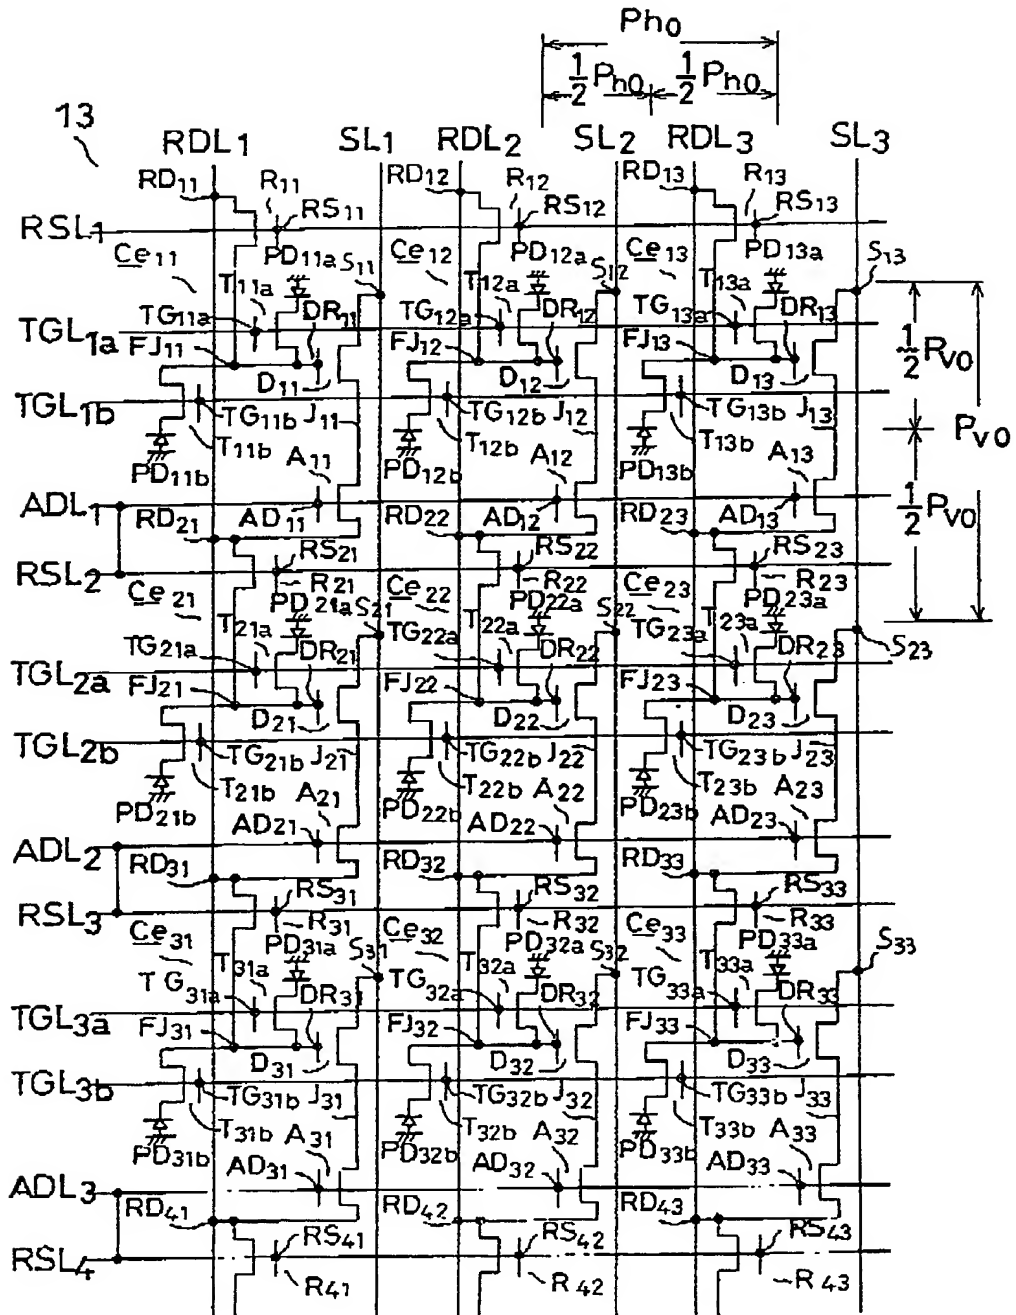 Ph0
1/2 Ph0 1/2 Ph0
13
RDL1 SL1 RDL2 SL2 RDL3 SL3
RD11 R11 RD12 R12 RD13 R13
RSL1 RS11 RS12 RS13
Ce11 PD11a S11 Ce12 PD12a S12 Ce13 PD13a S13
T11a T12a T13a
TGL1a TG11a DR11 TG12a DR12 TG13a DR13
FJ11 FJ12 FJ13 1/2 Rv0
D11 D12 D13
TGL1b TG11b J11 TG12b J12 TG13b J13 Pv0
T11b T12b T13b
PD11b A11 PD12b A12 PD13b A13
ADL1 AD11 AD12 AD13 1/2 Pv0
RD21 RD22 RD23
RSL2 RS21 RS22 RS23
R21 R22 R23
Ce21 PD21a S21 Ce22 PD22a S22 Ce23 PD23a S23
T21a T22a T23a
TG21a TG22a TG23a
TGL2a DR21 DR22 DR23
FJ21 FJ22 FJ23
D21 D22 D23
TGL2b TG21b J21 TG22b J22 TG23b J23
T21b T22b T23b
PD21b A21 PD22b A22 PD23b A23
ADL2 AD21 AD22 AD23
RD31 RD32 RD33
RSL3 RS31 RS32 RS33
R31 R32 R33
Ce31 PD31a S31 Ce32 PD32a S32 Ce33 PD33a S33
T31a T32a T33a
TG31a TG32a TG33a
TGL3a DR31 DR32 DR33
FJ31 FJ32 FJ33
D31 D32 D33
TGL3b TG31b J31 TG32b J32 TG33b J33
T31b T32b T33b
PD31b A31 PD32b A32 PD33b A33
ADL3 AD31 AD32 AD33
RD41 RD42 RD43
RSL4 RS41 RS42 RS43
R41 R42 R43